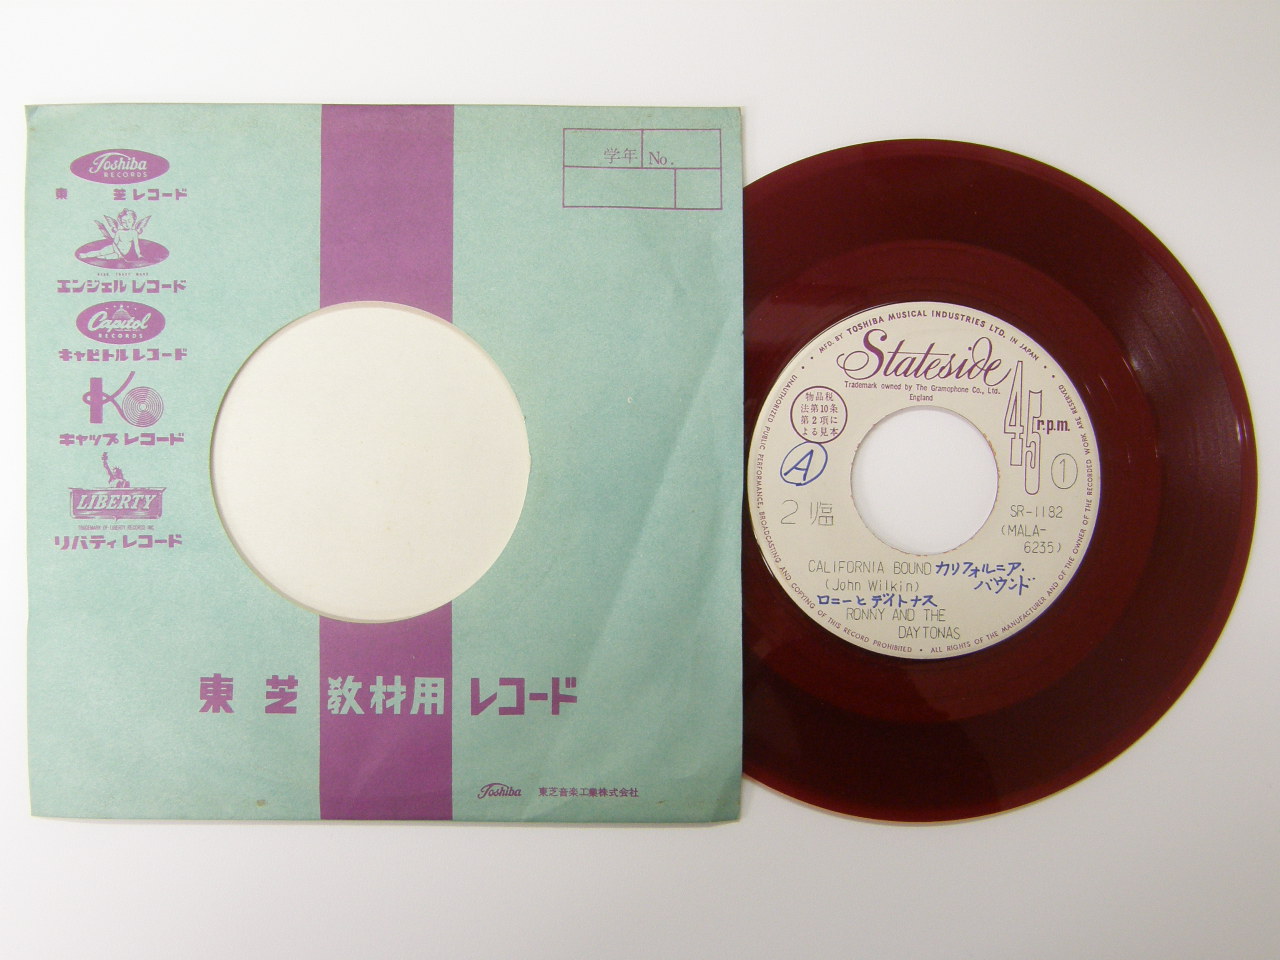 Toshiba
RECORDS
東芝レコード
エンジェル レコード
Capitol
RECORDS
キャピトル レコード
K
キャップ レコード
LIBERTY
TRADEMARK OF LIBERTY RECORDS INC
リバティ レコード
学年 No.
東芝 教材用 レコード
Toshiba 東芝音楽工業株式会社
• MFD. BY TOSHIBA MUSICAL INDUSTRIES LTD. IN JAPAN •
Stateside
Trademark owned by The Gramophone Co., Ltd.
England
45 r.p.m.
物品税
法第10条
第2項に
よる見本
A
1
2臨
SR-1182
(MALA-
6235)
CALIFORNIA BOUND カリフォルニア・
バウンド
(John Wilkin)
ロニーとデイトナス
RONNY AND THE
DAYTONAS
UNAUTHORIZED PUBLIC PERFORMANCE, BROADCASTING AND COPYING OF THIS RECORD PROHIBITED • ALL RIGHTS OF THE MANUFACTURER AND OF THE OWNER OF THE RECORDED WORK ARE RESERVED